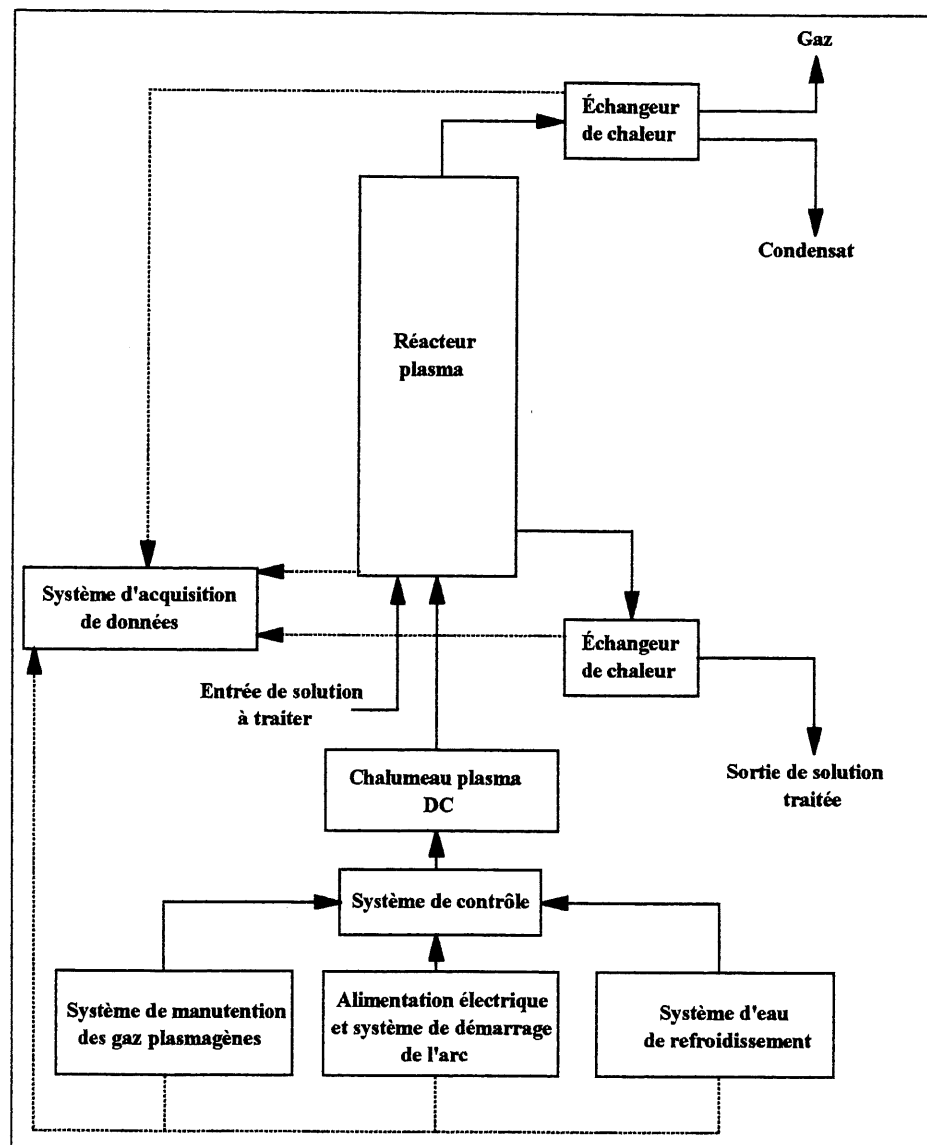 Gaz
Échangeur
de chaleur
Condensat
Réacteur
plasma
Système d'acquisition
de données
Échangeur
de chaleur
Entrée de solution
à traiter
Sortie de solution
traitée
Chalumeau plasma
DC
Système de contrôle
Système de manutention
des gaz plasmagènes
Alimentation électrique
et système de démarrage
de l'arc
Système d'eau
de refroidissement